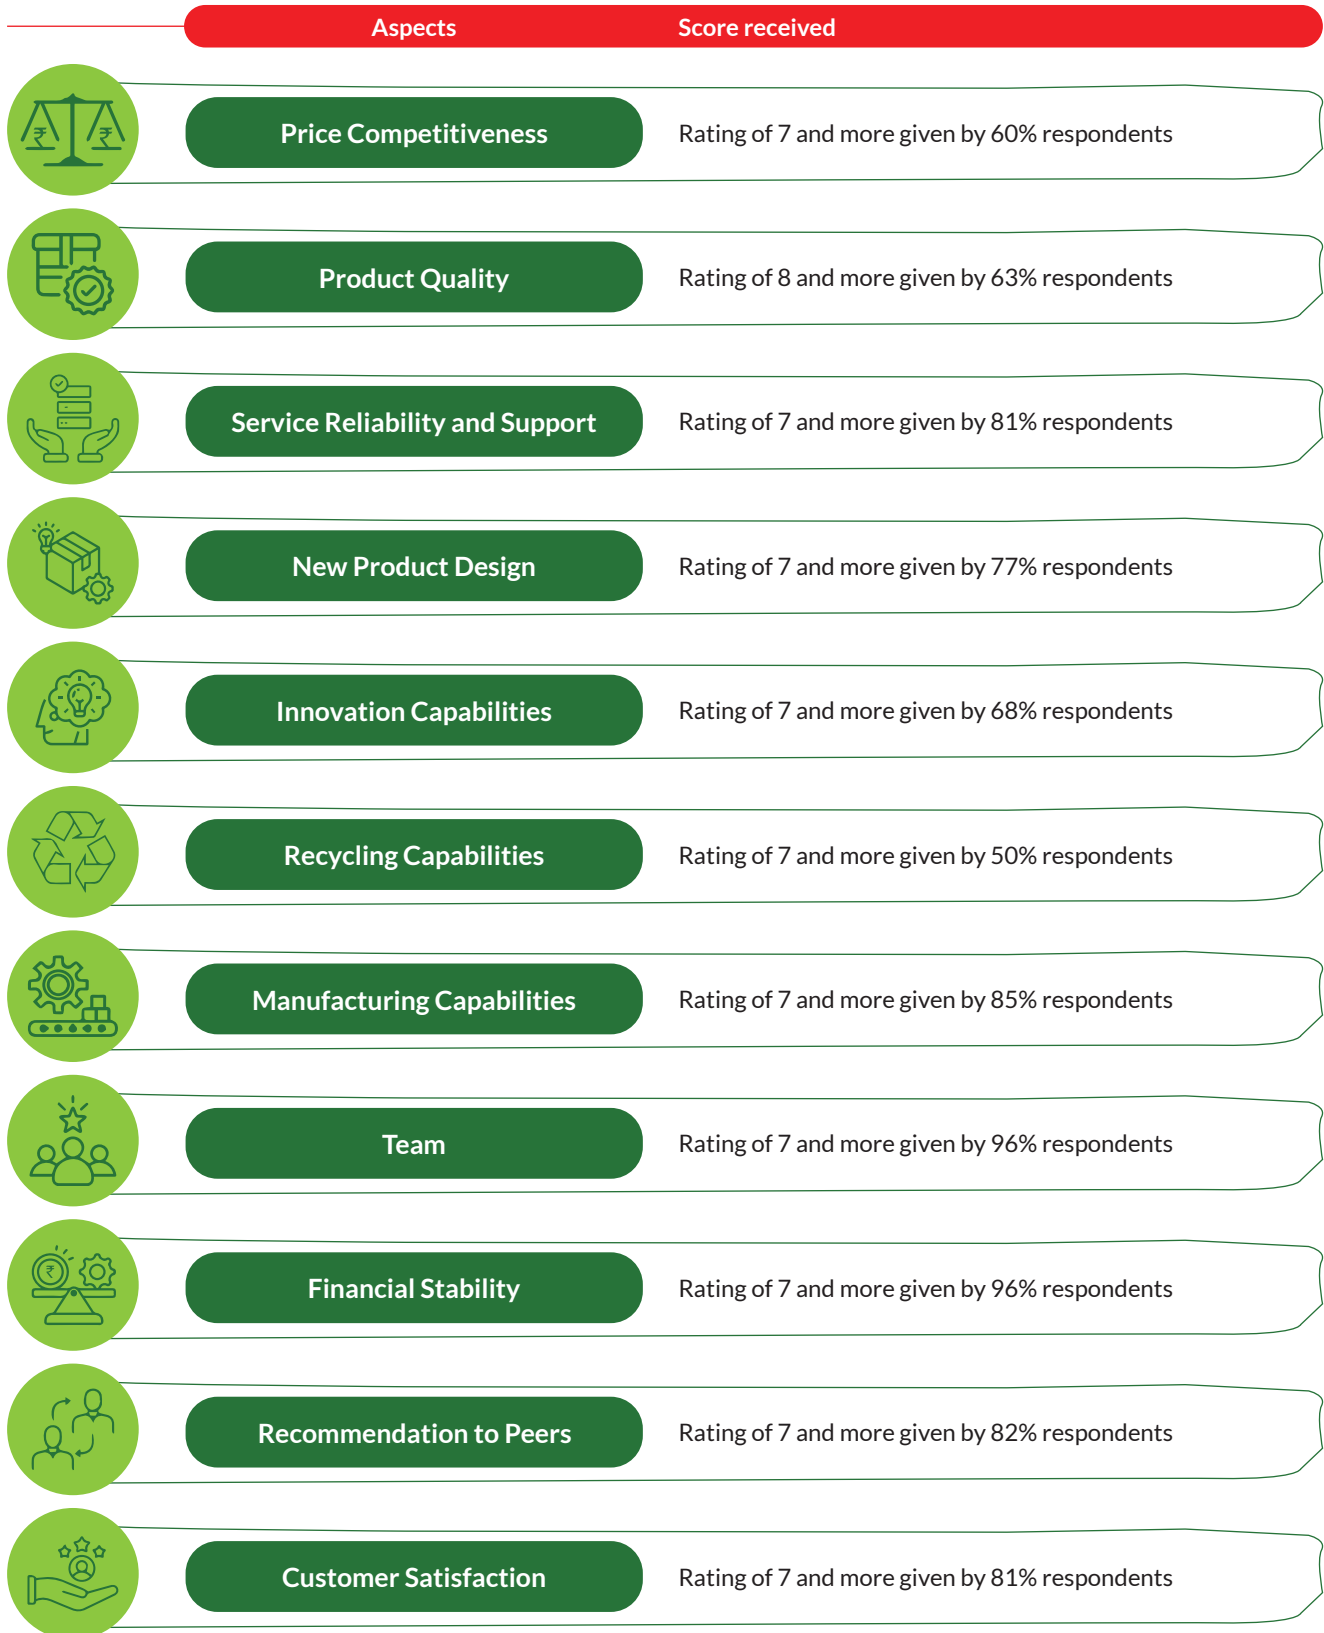 Aspects Score received
Price Competitiveness Rating of 7 and more given by 60% respondents
Product Quality Rating of 8 and more given by 63% respondents
Service Reliability and Support Rating of 7 and more given by 81% respondents
New Product Design Rating of 7 and more given by 77% respondents
Innovation Capabilities Rating of 7 and more given by 68% respondents
Recycling Capabilities Rating of 7 and more given by 50% respondents
Manufacturing Capabilities Rating of 7 and more given by 85% respondents
Team Rating of 7 and more given by 96% respondents
Financial Stability Rating of 7 and more given by 96% respondents
Recommendation to Peers Rating of 7 and more given by 82% respondents
Customer Satisfaction Rating of 7 and more given by 81% respondents